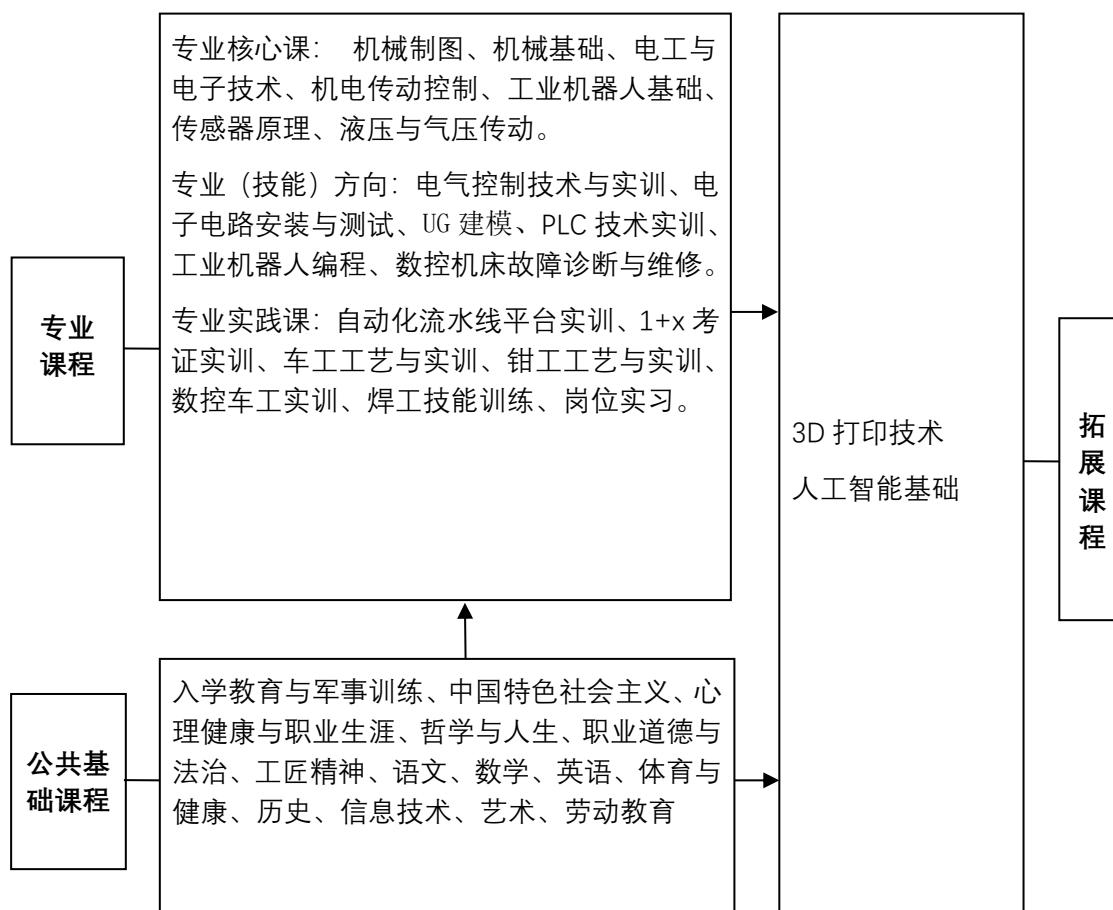 专业核心课： 机械制图、机械基础、电工与
电子技术、机电传动控制、工业机器人基础、
传感器原理、液压与气压传动。
专业（技能）方向：电气控制技术与实训、电
子电路安装与测试、UG 建模、PLC 技术实训、
工业机器人编程、数控机床故障诊断与维修。
专业实践课：自动化流水线平台实训、1+x 考
证实训、车工工艺与实训、钳工工艺与实训、
数控车工实训、焊工技能训练、岗位实习。
专业
课程
3D 打印技术
人工智能基础
拓
展
课
程
入学教育与军事训练、中国特色社会主义、心
理健康与职业生涯、哲学与人生、职业道德与
法治、工匠精神、语文、数学、英语、体育与
健康、历史、信息技术、艺术、劳动教育
公共基
础课程